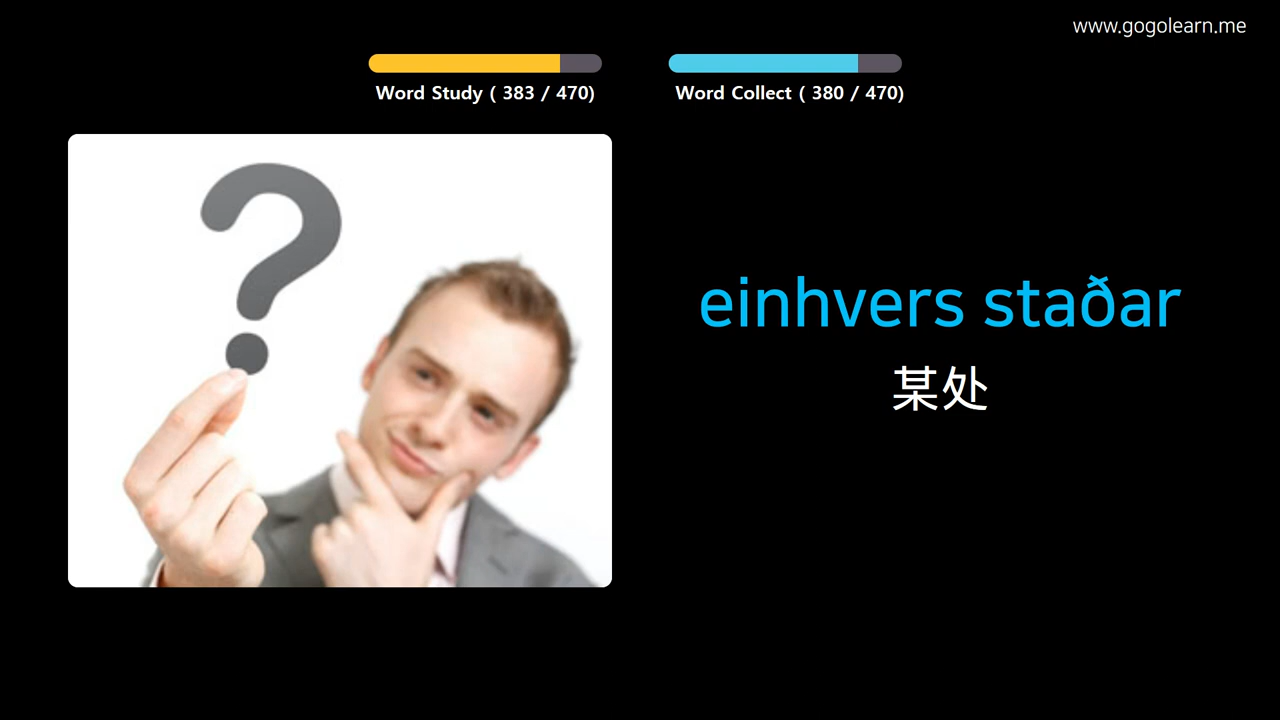 www.gogolearn.me
Word Study ( 383 / 470)
Word Collect ( 380 / 470)
?
einhvers staðar
某处